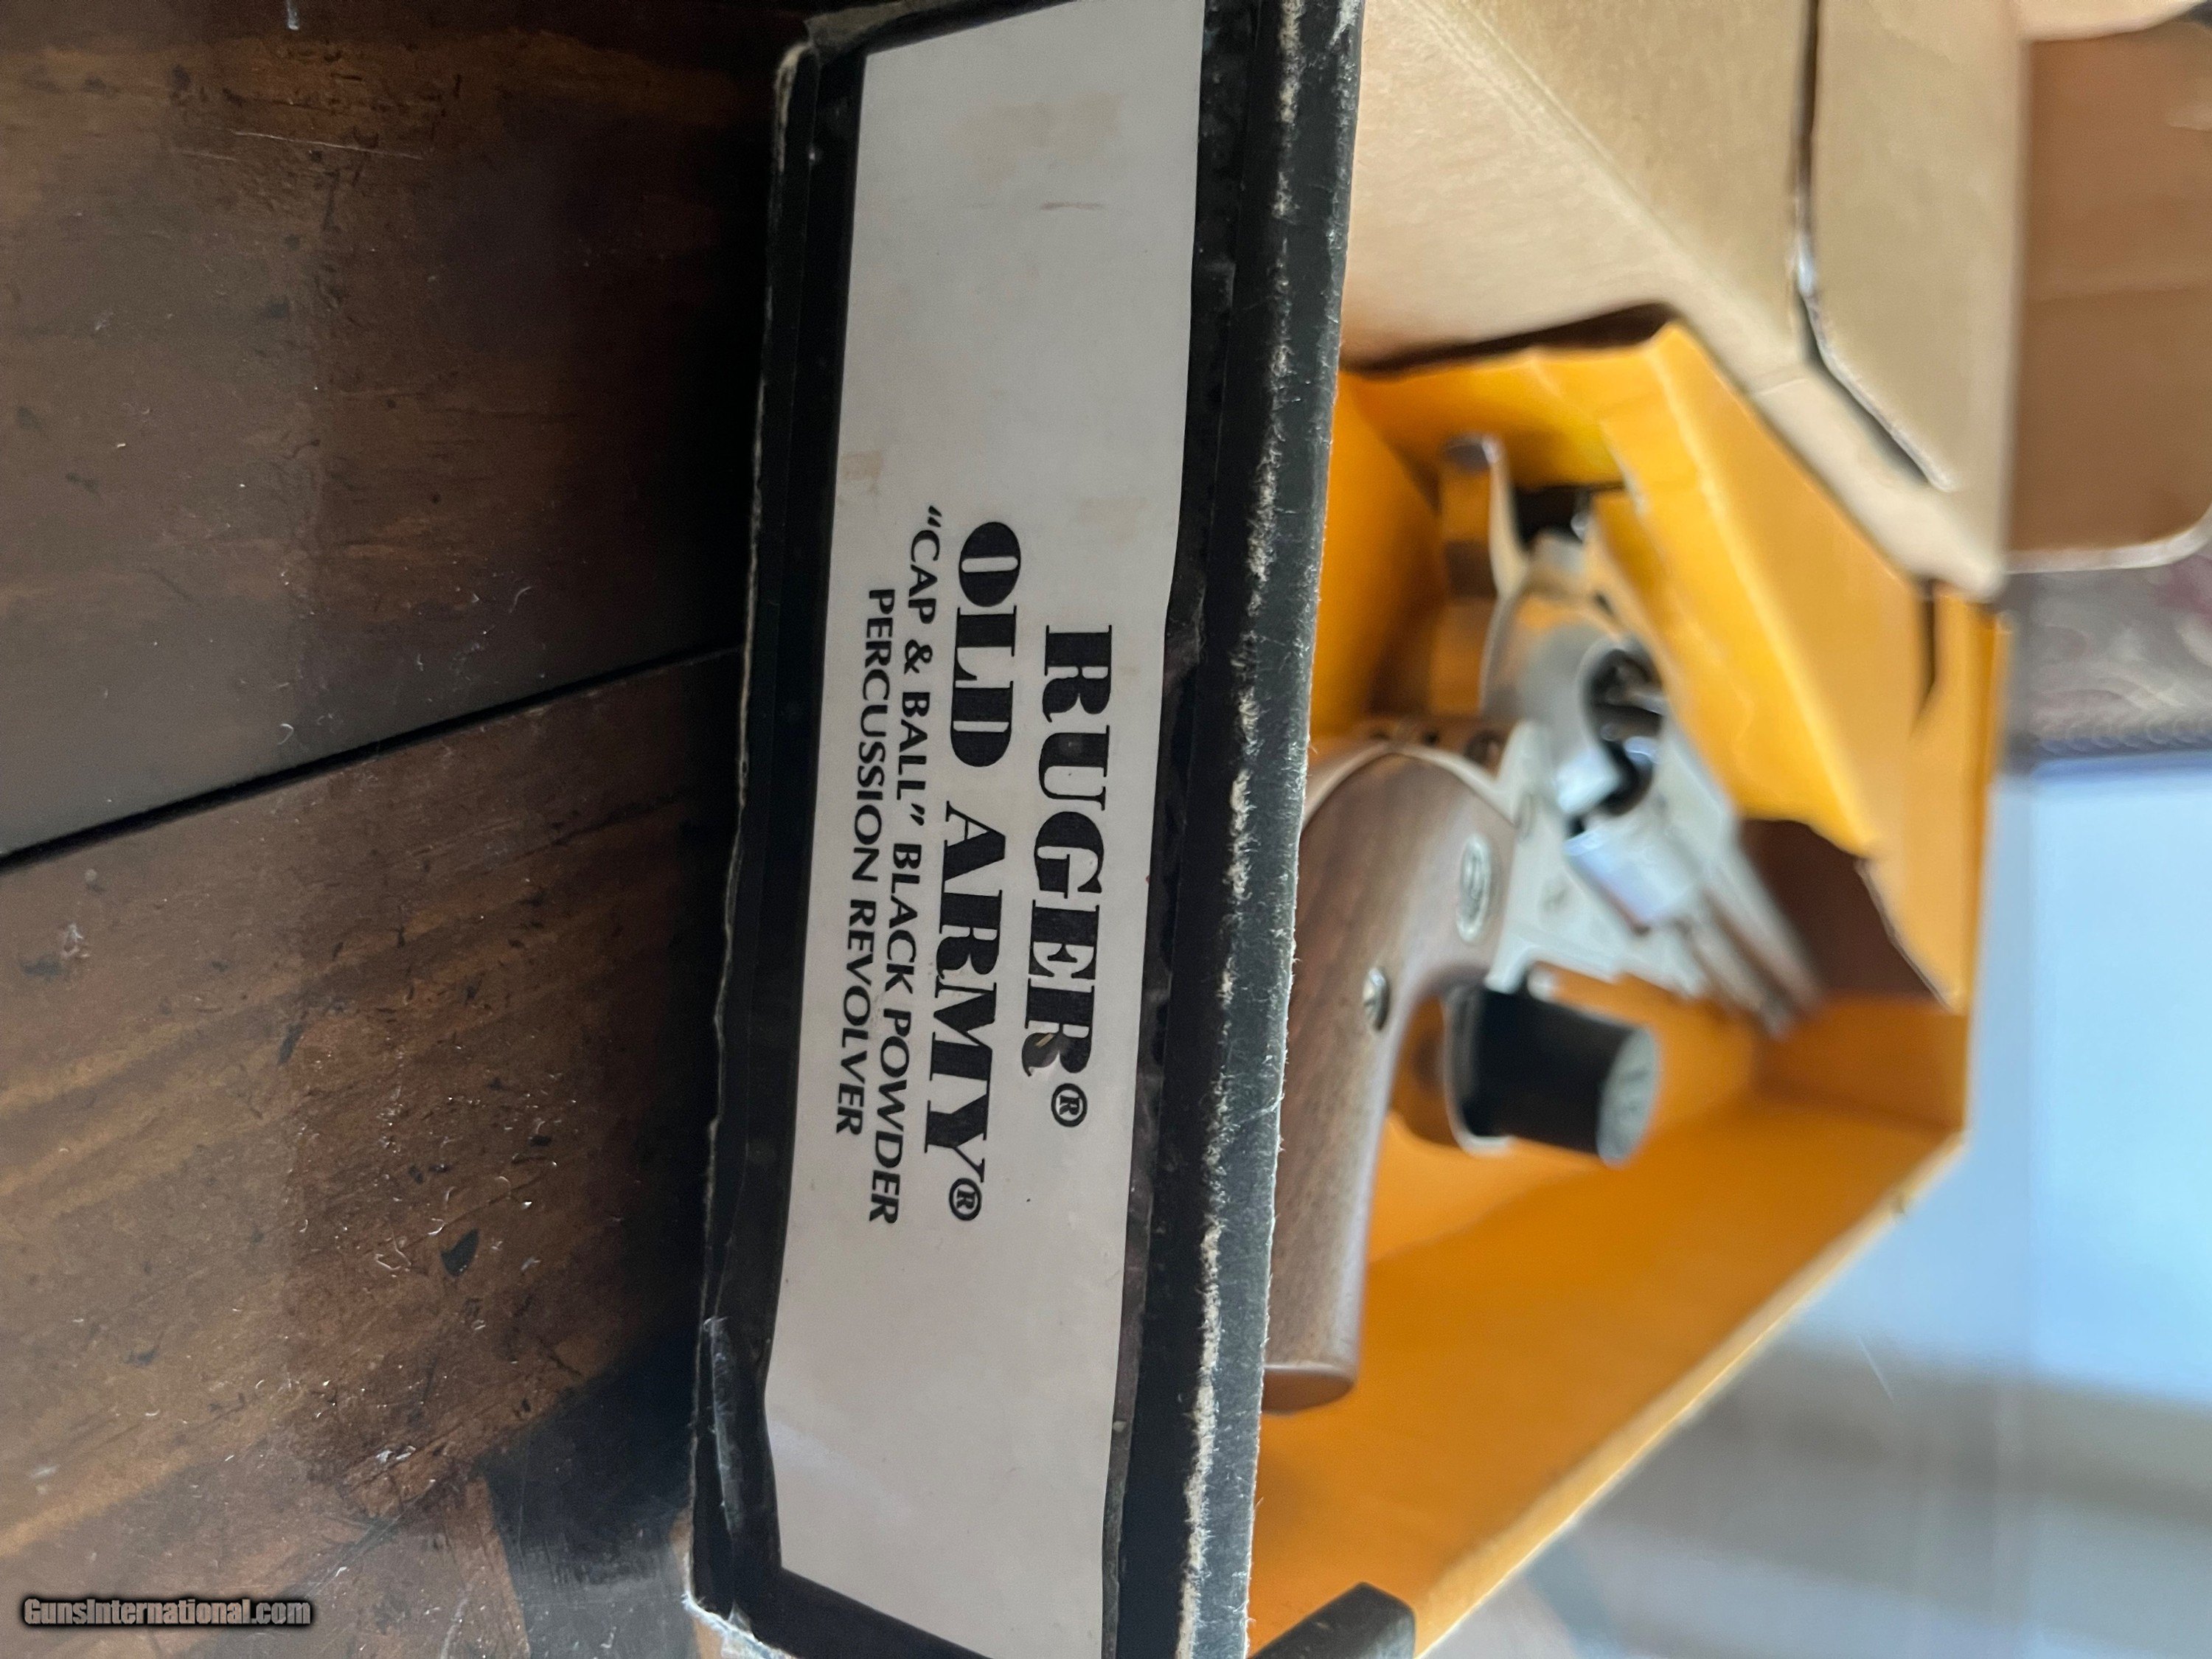 RUGER®
OLD ARMY®
“CAP & BALL” BLACK POWDER
PERCUSSION REVOLVER
GunsInternational.com